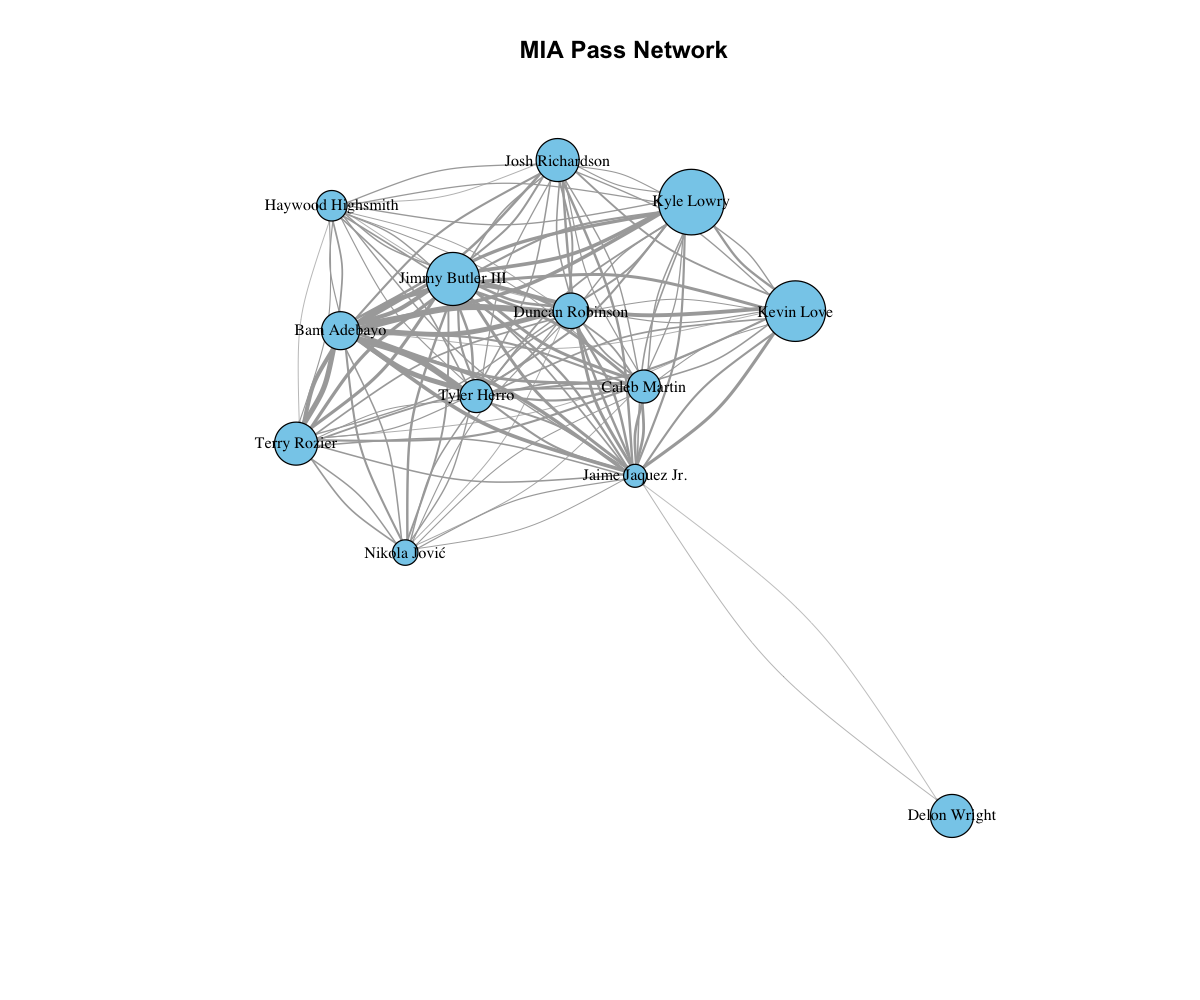 MIA Pass Network
Josh Richardson
Kyle Lowry
Haywood Highsmith
Jimmy Butler III
Duncan Robinson
Kevin Love
Bam Adebayo
Caleb Martin
Tyler Herro
Terry Rozier
Jaime Jaquez Jr.
Nikola Jović
Delon Wright